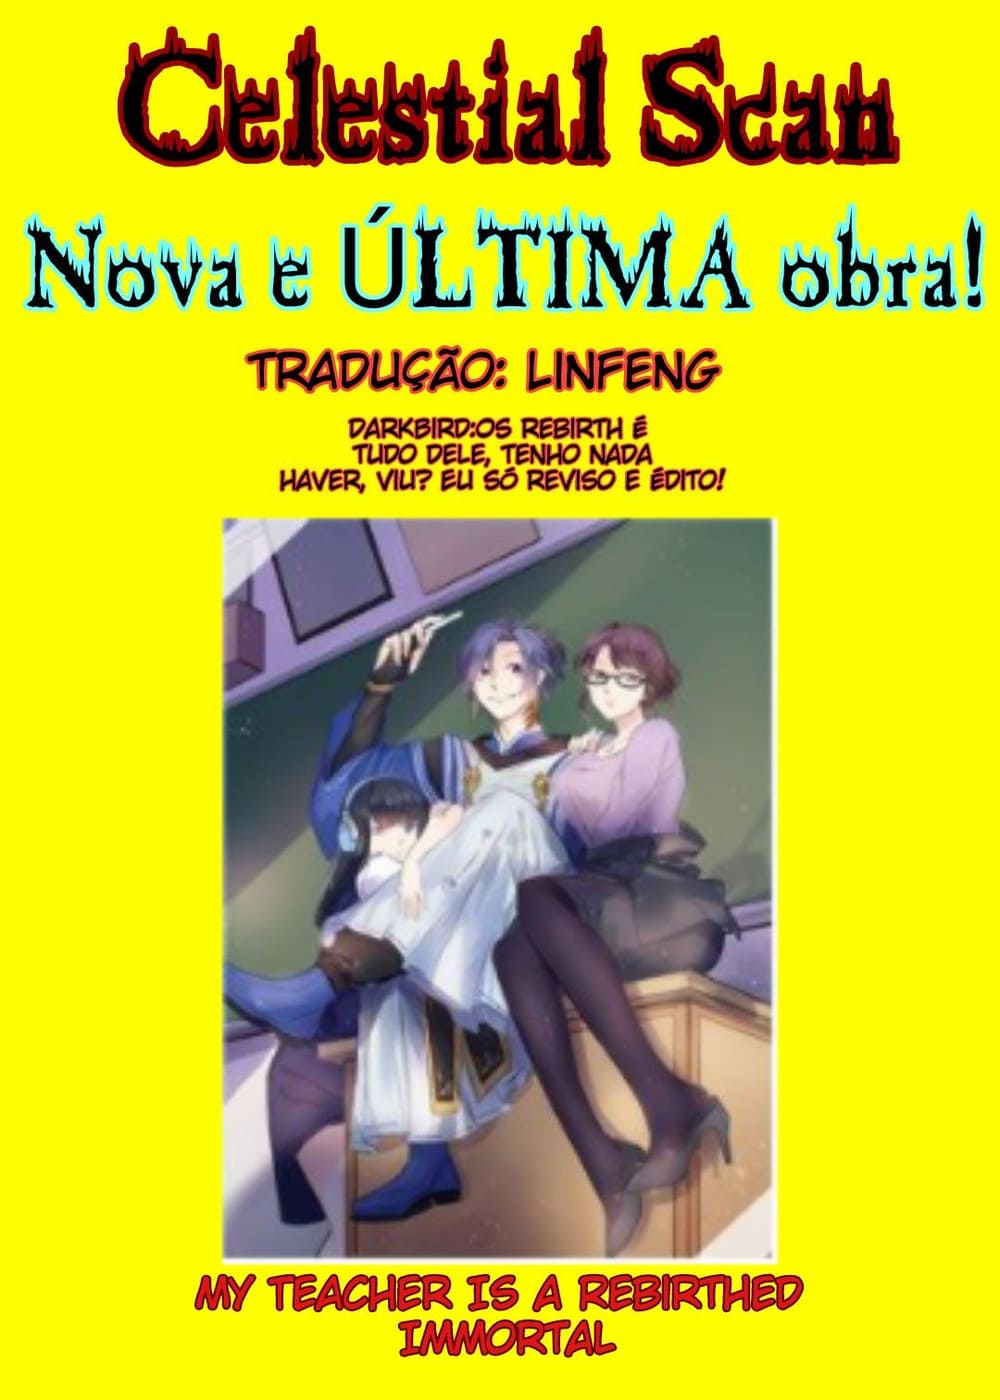 Celestial Scan
Nova e ÚLTIMA obra!
TRADUÇÃO: LINFENG
DARKBIRD:OS REBIRTH É
TUDO DELE, TENHO NADA
HAVER, VIU? EU SÓ REVISO E ÉDITO!
MY TEACHER IS A REBIRTHED
IMMORTAL